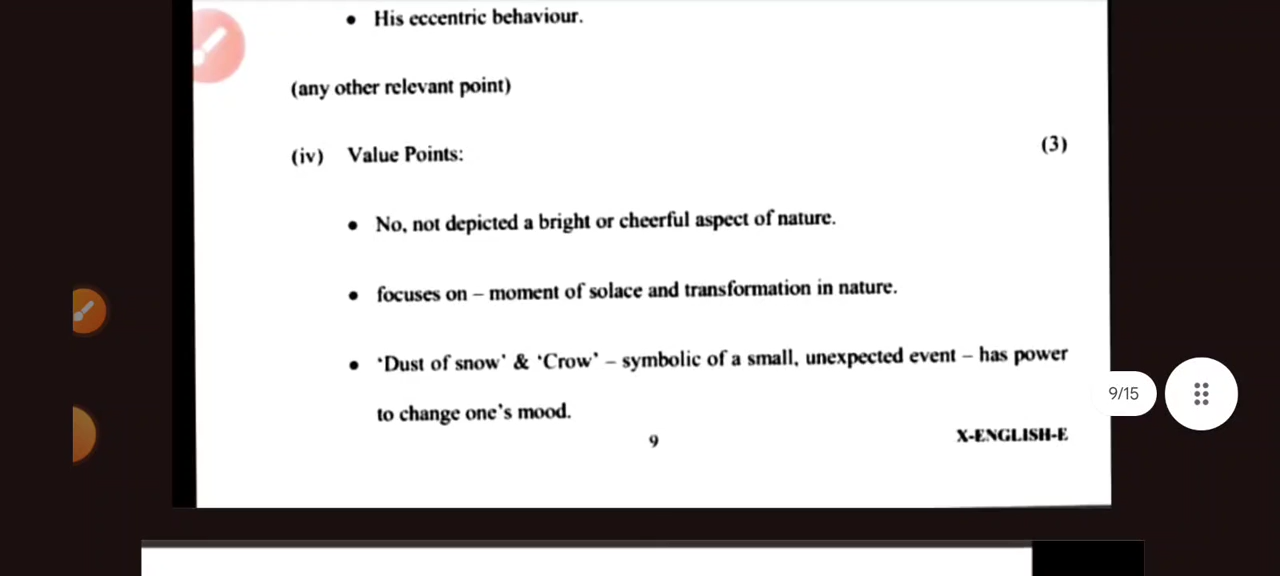 • His eccentric behaviour.
(any other relevant point)
(iv) Value Points: (3)
• No, not depicted a bright or cheerful aspect of nature.
• focuses on – moment of solace and transformation in nature.
• 'Dust of snow' & 'Crow' – symbolic of a small, unexpected event – has power
to change one's mood.
9/15
9 X-ENGLISH-E